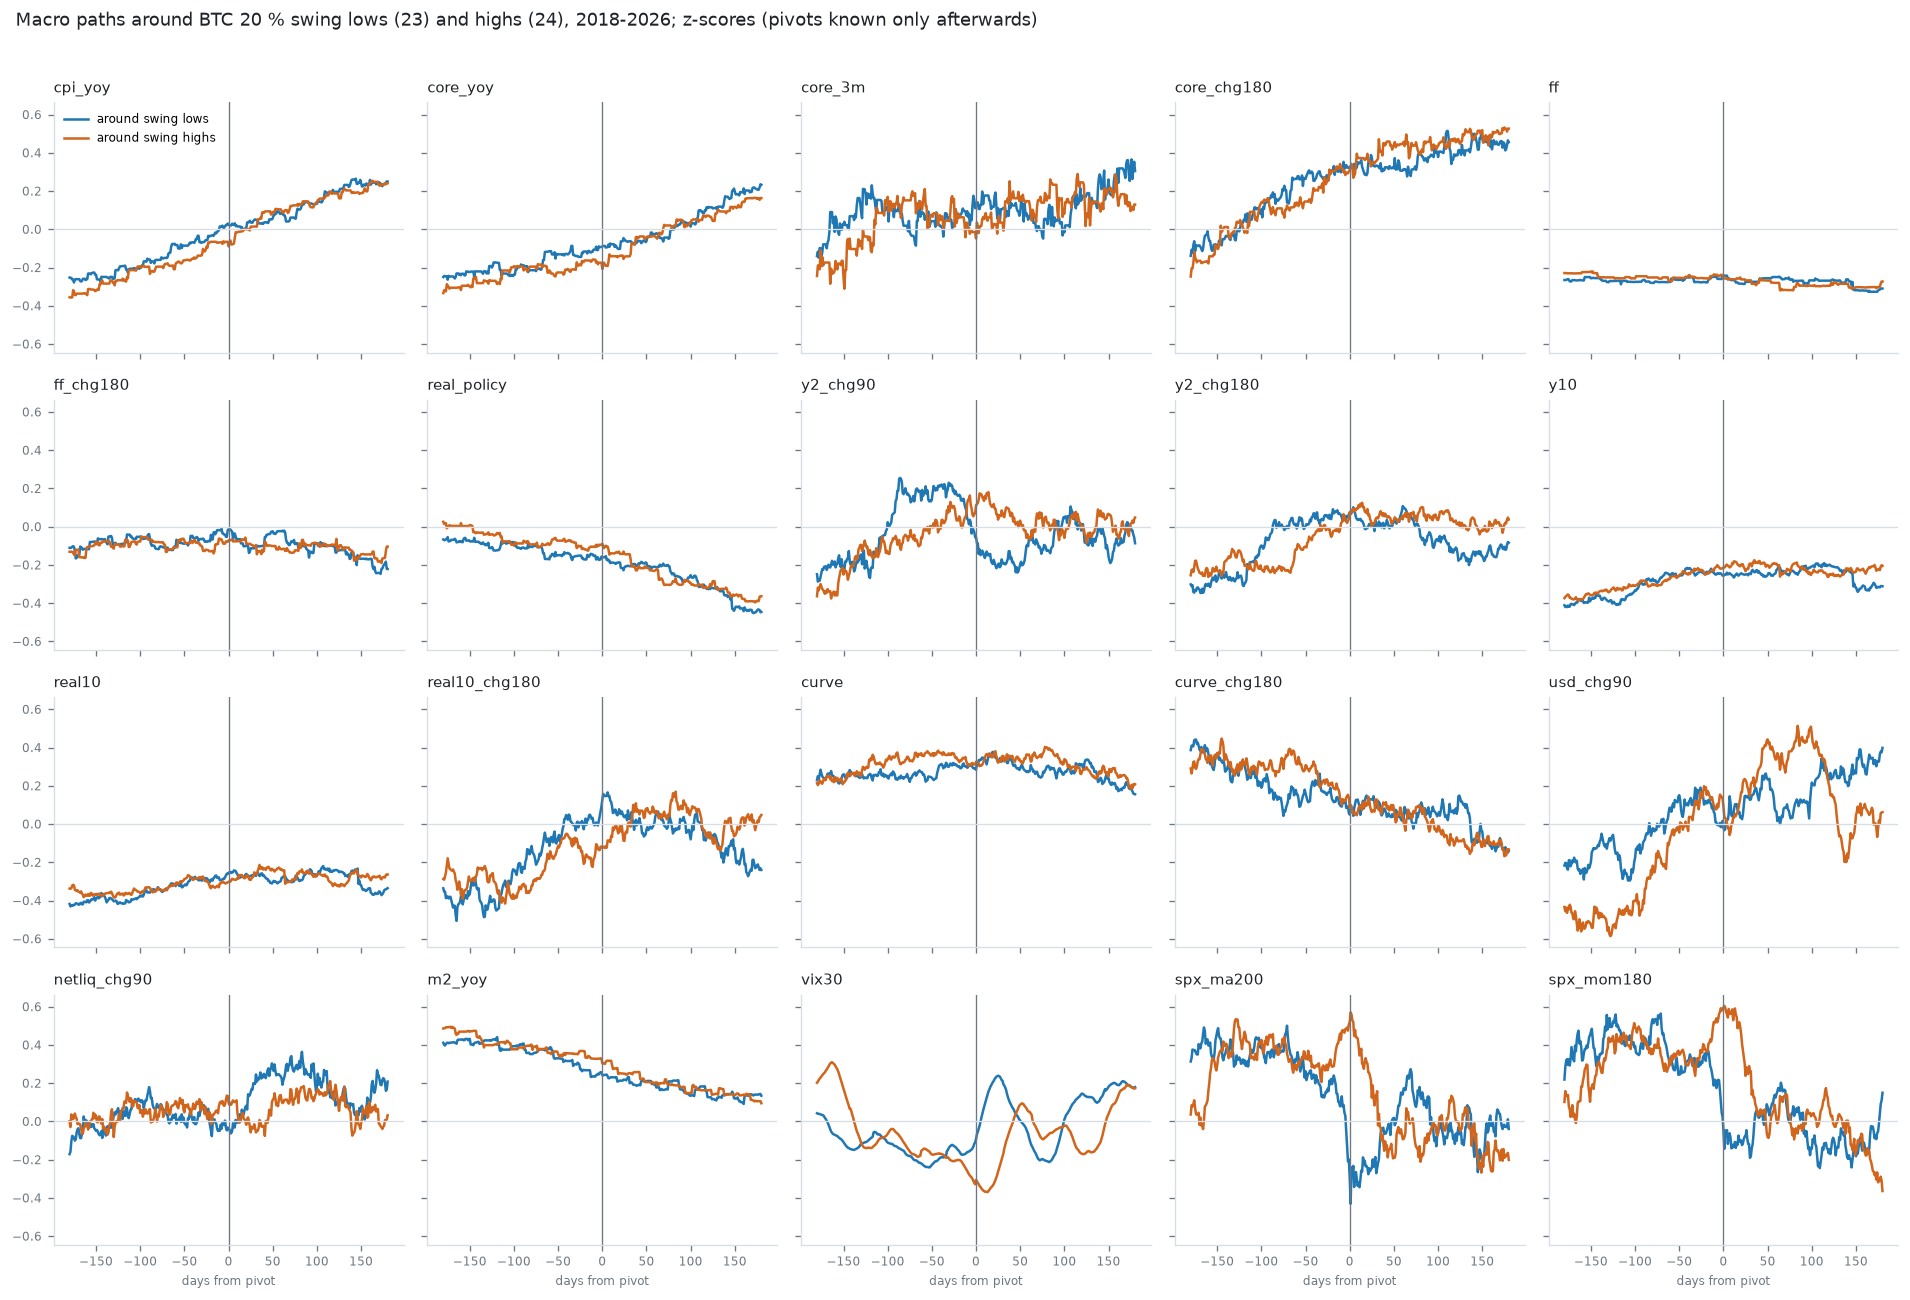 Macro paths around BTC 20 % swing lows (23) and highs (24), 2018-2026; z-scores (pivots known only afterwards)
cpi_yoy
core_yoy
core_3m
core_chg180
ff
around swing lows
around swing highs
0.6
0.4
0.2
0.0
−0.2
−0.4
−0.6
ff_chg180
real_policy
y2_chg90
y2_chg180
y10
0.6
0.4
0.2
0.0
−0.2
−0.4
−0.6
real10
real10_chg180
curve
curve_chg180
usd_chg90
0.6
0.4
0.2
0.0
−0.2
−0.4
−0.6
netliq_chg90
m2_yoy
vix30
spx_ma200
spx_mom180
0.6
0.4
0.2
0.0
−0.2
−0.4
−0.6
−150 −100 −50 0 50 100 150
−150 −100 −50 0 50 100 150
−150 −100 −50 0 50 100 150
−150 −100 −50 0 50 100 150
−150 −100 −50 0 50 100 150
days from pivot
days from pivot
days from pivot
days from pivot
days from pivot